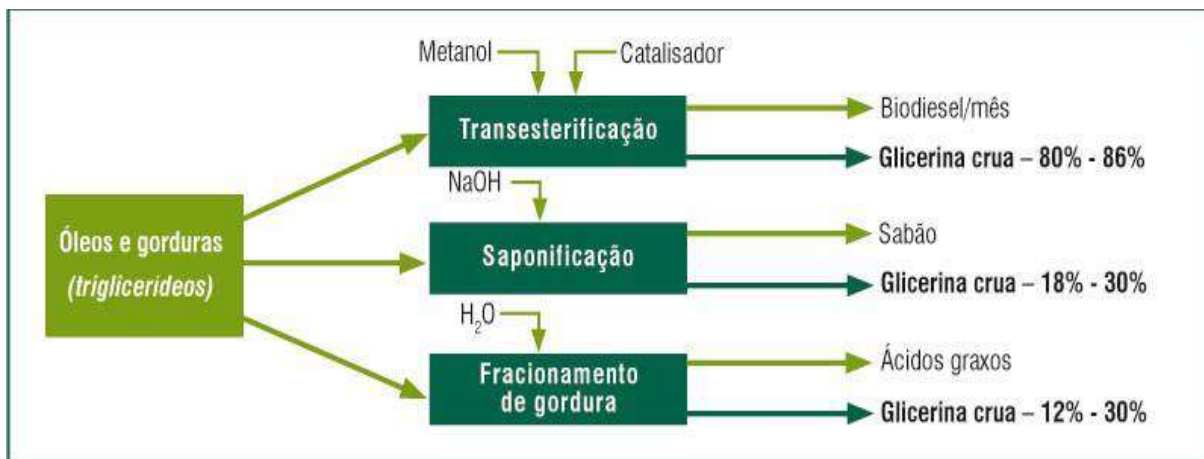 Metanol
Catalisador
Transesterificação
Biodiesel/mês
Glicerina crua – 80% - 86%
NaOH
Óleos e gorduras
(triglicerídeos)
Saponificação
Sabão
Glicerina crua – 18% - 30%
H₂O
Fracionamento
de gordura
Ácidos graxos
Glicerina crua – 12% - 30%